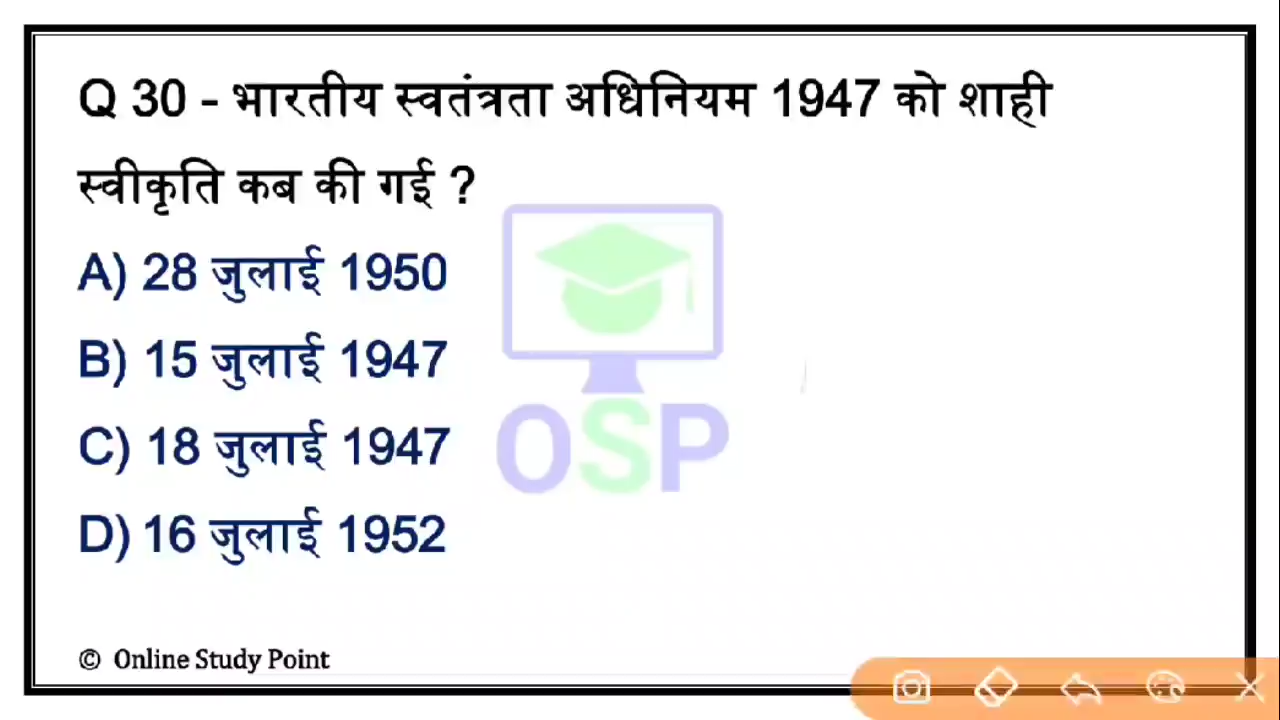 Q 30 - भारतीय स्वतंत्रता अधिनियम 1947 को शाही
स्वीकृति कब की गई ?
A) 28 जुलाई 1950
B) 15 जुलाई 1947
C) 18 जुलाई 1947
D) 16 जुलाई 1952
OSP
© Online Study Point